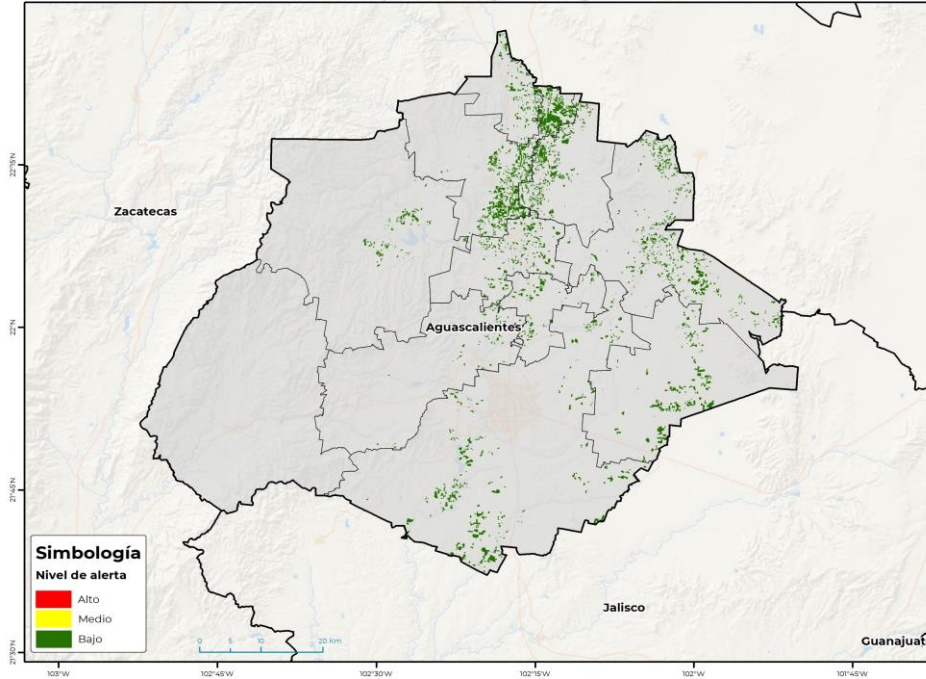 22°15'N
Zacatecas
22°N
Aguascalientes
21°45'N
Simbología
Nivel de alerta
Alto
Medio
Bajo
0 5 10 20 Km
Jalisco
Guanajuat
21°30'N
103°W 102°45'W 102°30'W 102°15'W 102°W 101°45'W